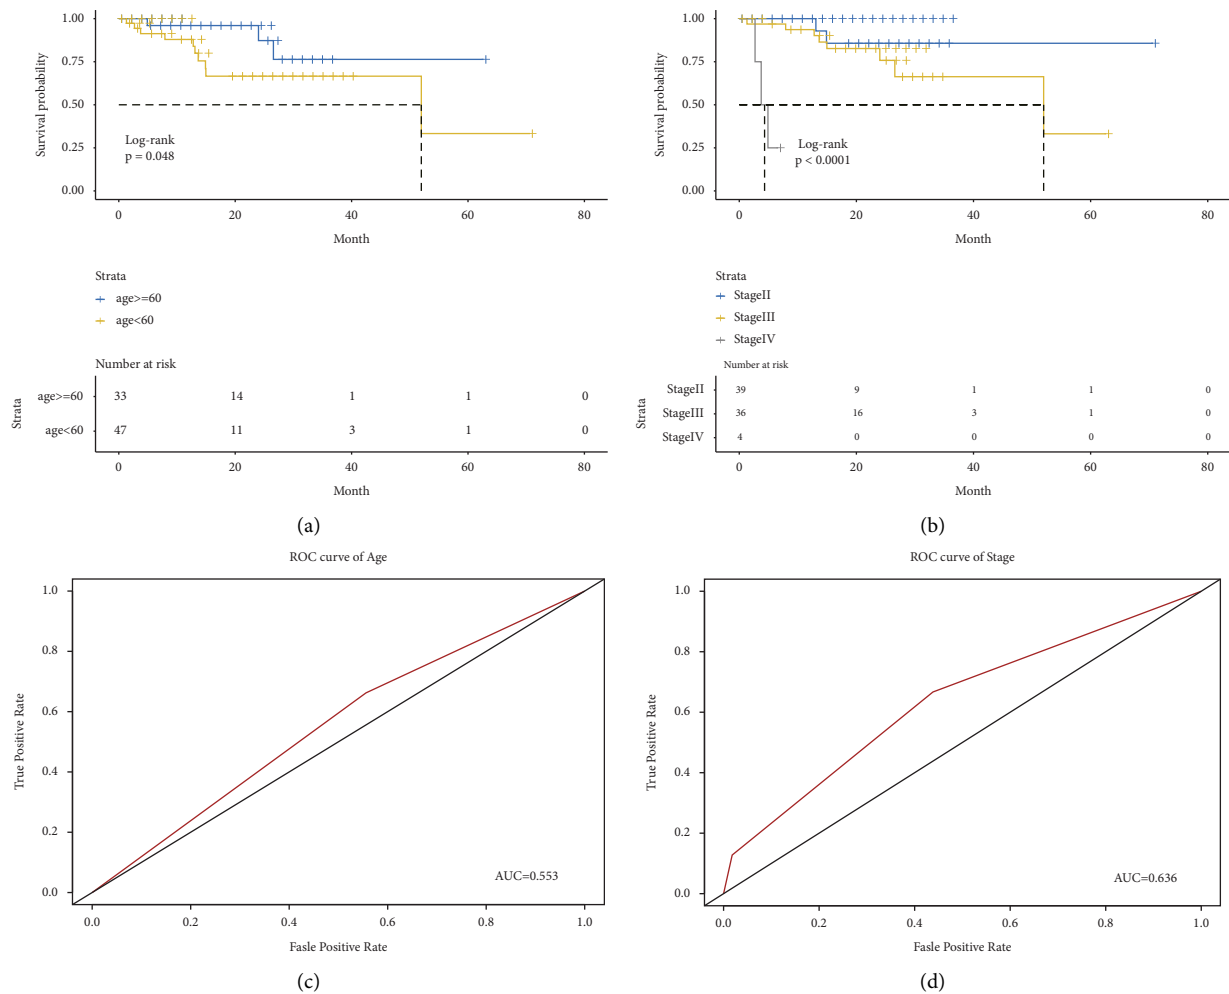 1.00
0.75
0.50
0.25
0.00
Survival probability
Log-rank
p = 0.048
0 20 40 60 80
Month
Strata
age>=60
age<60
Number at risk
Strata
age>=60 33 14 1 1 0
age<60 47 11 3 1 0
0 20 40 60 80
Month
(a)
1.00
0.75
0.50
0.25
0.00
Survival probability
Log-rank
p < 0.0001
0 20 40 60 80
Month
Strata
StageII
StageIII
StageIV
Number at risk
Strata
StageII 39 9 1 1 0
StageIII 36 16 3 1 0
StageIV 4 0 0 0 0
0 20 40 60 80
Month
(b)
ROC curve of Age
1.0
0.8
0.6
0.4
0.2
0.0
True Positive Rate
AUC=0.553
0.0 0.2 0.4 0.6 0.8 1.0
Fasle Positive Rate
(c)
ROC curve of Stage
1.0
0.8
0.6
0.4
0.2
0.0
True Positive Rate
AUC=0.636
0.0 0.2 0.4 0.6 0.8 1.0
Fasle Positive Rate
(d)